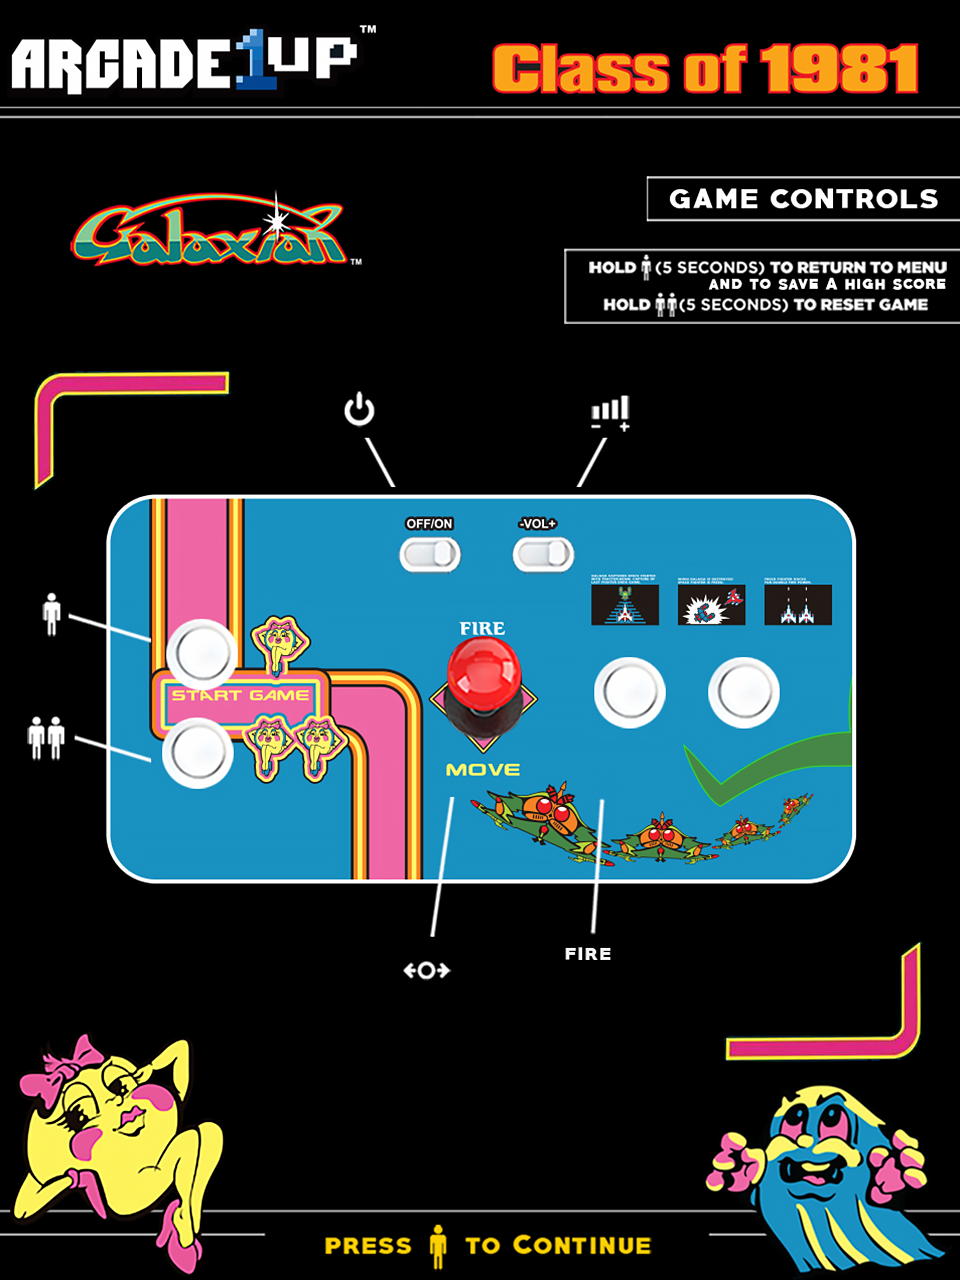 ARCADE1UP™
Class of 1981
Galaxian™
GAME CONTROLS
HOLD (5 SECONDS) TO RETURN TO MENU
AND TO SAVE A HIGH SCORE
HOLD (5 SECONDS) TO RESET GAME
- +
OFF/ON
-VOL+
FIRE
START GAME
MOVE
FIRE
PRESS TO CONTINUE